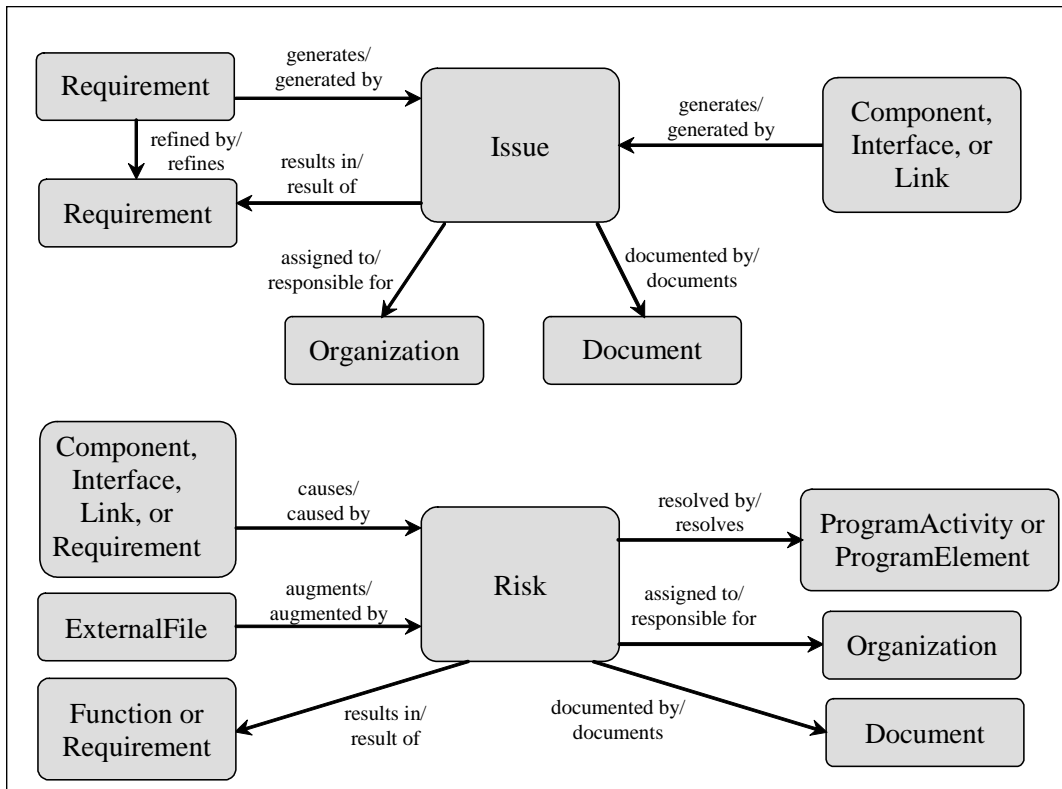 Requirement
generates/
generated by
Issue
generates/
generated by
Component,
Interface, or
Link
refined by/
refines
results in/
result of
Requirement
assigned to/
responsible for
documented by/
documents
Organization
Document
Component,
Interface,
Link, or
Requirement
causes/
caused by
Risk
resolved by/
resolves
ProgramActivity or
ProgramElement
ExternalFile
augments/
augmented by
assigned to/
responsible for
Organization
Function or
Requirement
results in/
result of
documented by/
documents
Document